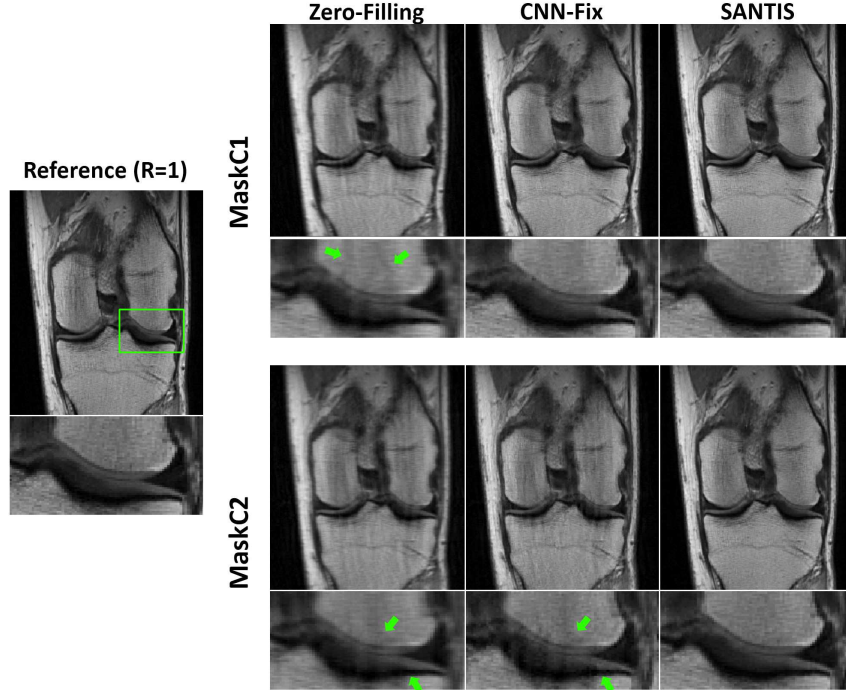 Zero-Filling CNN-Fix SANTIS
MaskC1
Reference (R=1)
MaskC2